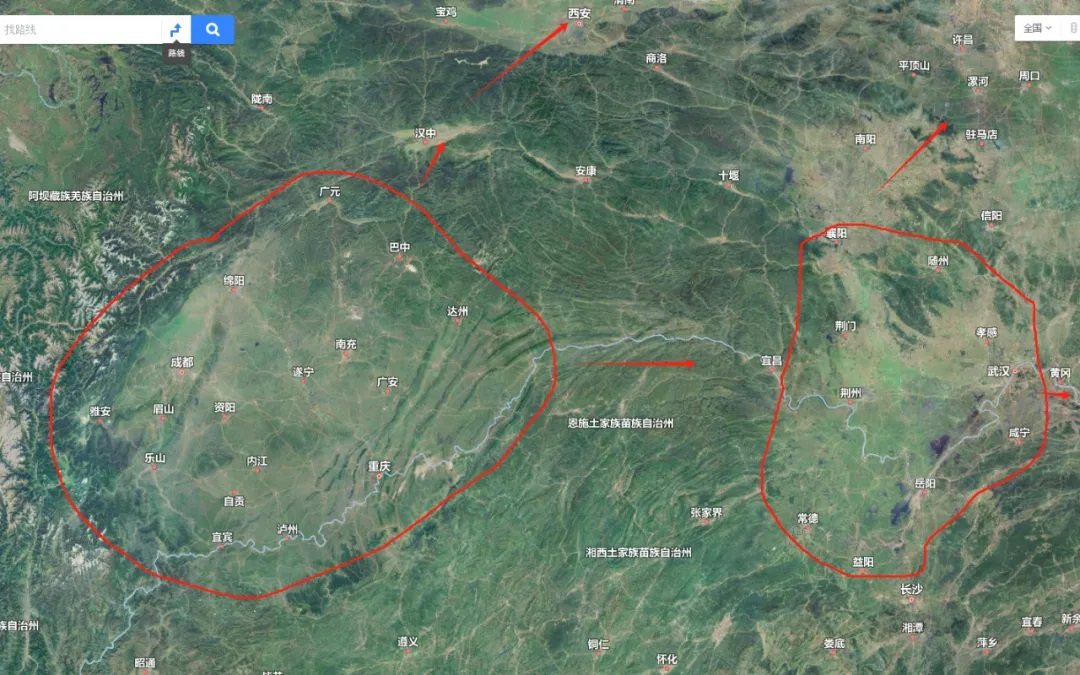 宝鸡
渭南
西安
找路线
路线
全国
许昌
商洛
平顶山
漯河
周口
陇南
汉中
南阳
驻马店
安康
十堰
阿坝藏族羌族自治州
广元
信阳
襄阳
巴中
随州
绵阳
达州
荆门
孝感
南充
成都
宜昌
武汉
黄冈
遂宁
广安
自治州
荆州
雅安
眉山
资阳
恩施土家族苗族自治州
咸宁
乐山
内江
重庆
岳阳
自贡
张家界
常德
泸州
宜宾
湘西土家族苗族自治州
益阳
长沙
族自治州
宜春
新余
湘潭
遵义
铜仁
娄底
萍乡
昭通
怀化